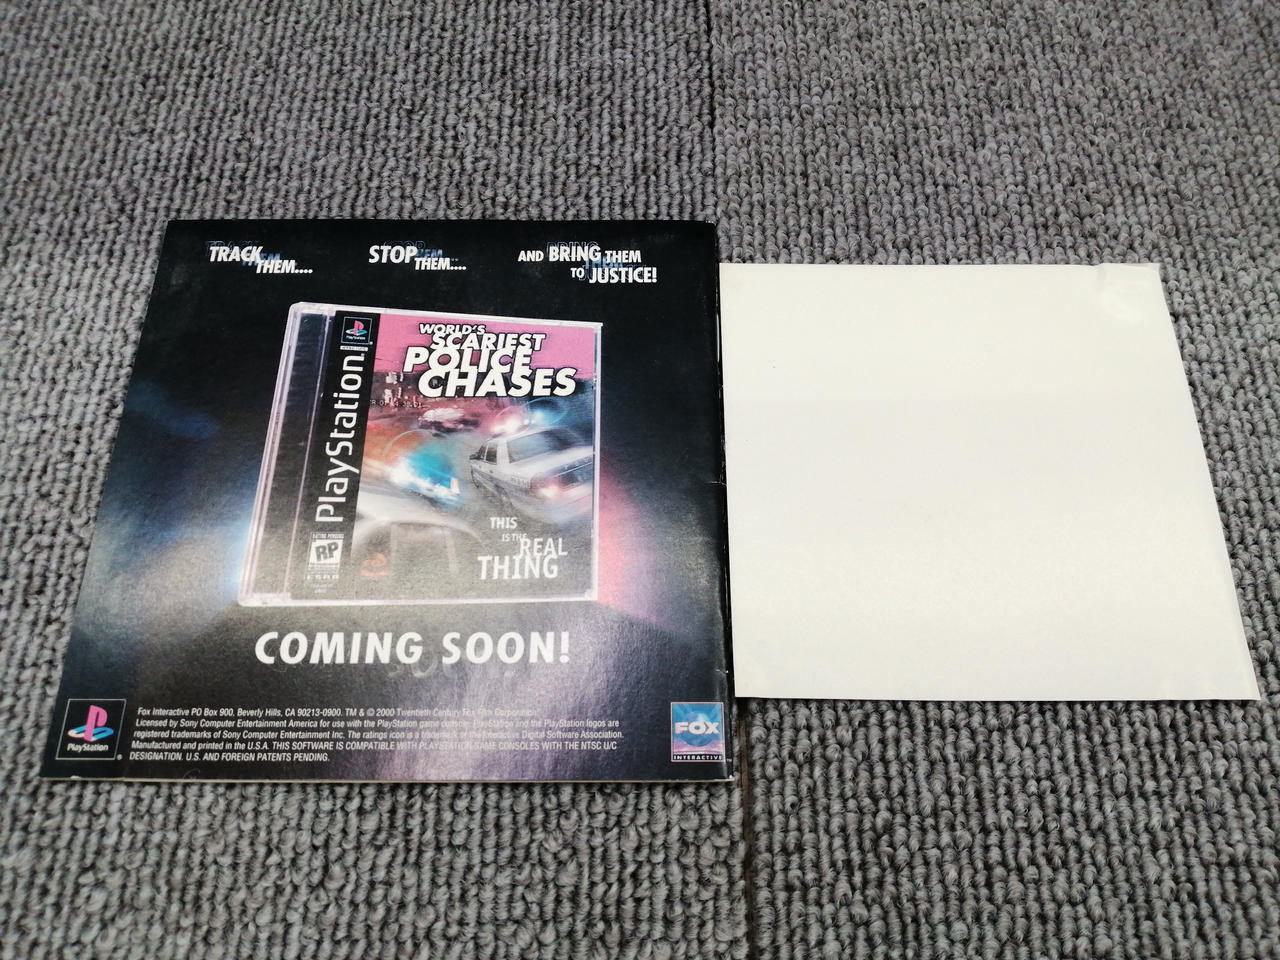 TRACK THEM....
STOP THEM....
AND BRING THEM
TO JUSTICE!
PlayStation
WORLD'S
SCARIEST
POLICE
CHASES
PlayStation
RATING PENDING
RP
ESRB
THIS
IS THE REAL
THING
COMING SOON!
PlayStation
Fox Interactive PO Box 900, Beverly Hills, CA 90213-0900. TM & © 2000 Twentieth Century Fox Film Corporation.
Licensed by Sony Computer Entertainment America for use with the PlayStation game console. PlayStation and the PlayStation logos are
registered trademarks of Sony Computer Entertainment Inc. The ratings icon is a trademark of the Interactive Digital Software Association.
Manufactured and printed in the U.S.A. THIS SOFTWARE IS COMPATIBLE WITH PLAYSTATION GAME CONSOLES WITH THE NTSC U/C
DESIGNATION. U.S. AND FOREIGN PATENTS PENDING.
FOX
INTERACTIVE